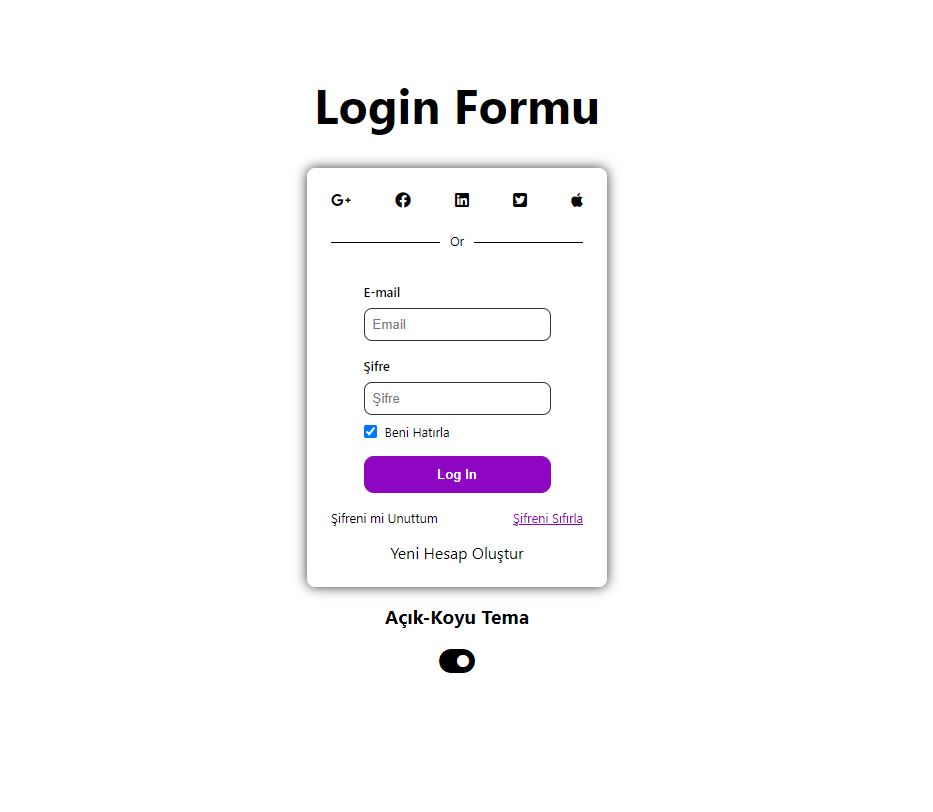 Login Formu
G+
Or
E-mail
Email
Şifre
Şifre
Beni Hatırla
Log In
Şifreni mi Unuttum Şifreni Sıfırla
Yeni Hesap Oluştur
Açık-Koyu Tema